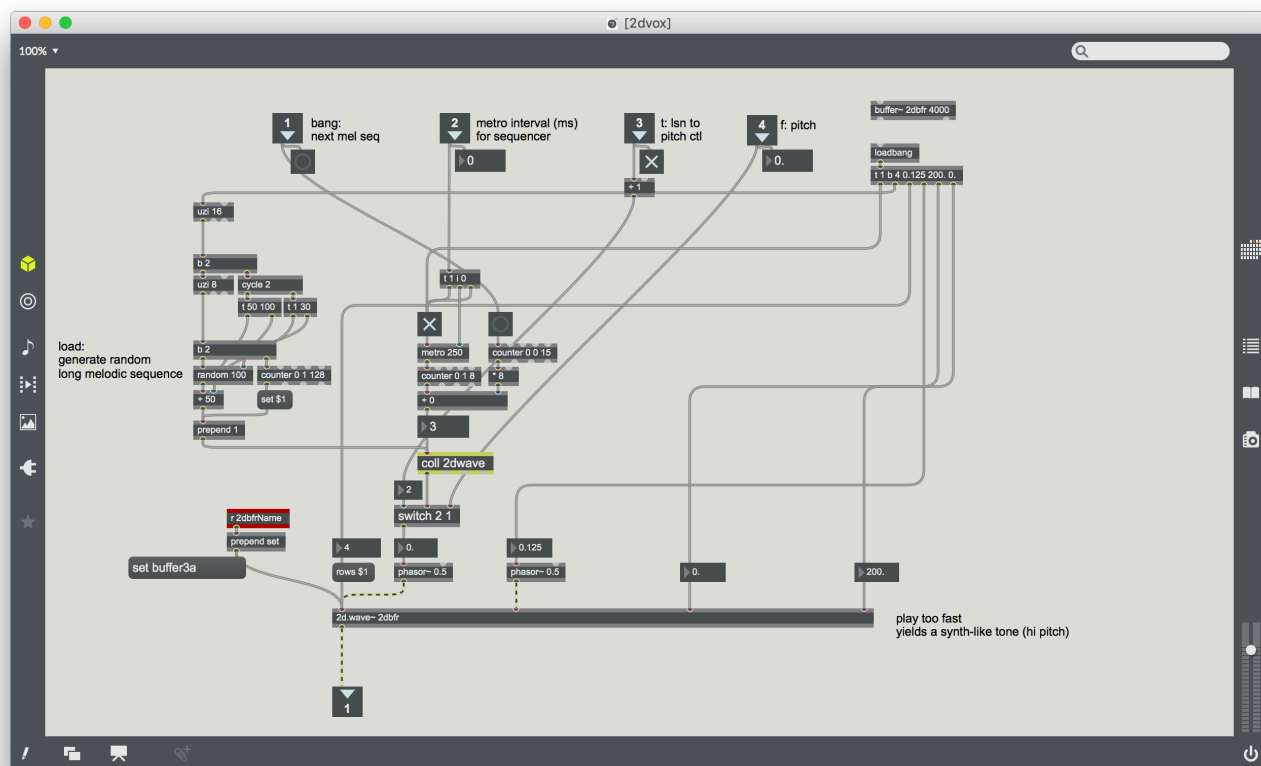 [2dvox]
100%
1
bang:
next mel seq
2
metro interval (ms)
for sequencer
0
3
t: lsn to
pitch ctl
4
f: pitch
0.
buffer~ 2dbfr 4000
loadbang
t 1 b 4 0.125 200. 0.
+ 1
uzi 16
b 2
uzi 8
cycle 2
t 50 100
t 1 30
t 1 i 0
load:
generate random
long melodic sequence
b 2
random 100
counter 0 1 128
+ 50
set $1
prepend 1
metro 250
counter 0 0 15
counter 0 1 8
* 8
+ 0
3
coll 2dwave
2
switch 2 1
r 2dbfrName
prepend set
set buffer3a
4
0.
0.125
rows $1
phasor~ 0.5
phasor~ 0.5
0.
200.
2d.wave~ 2dbfr
play too fast
yields a synth-like tone (hi pitch)
1